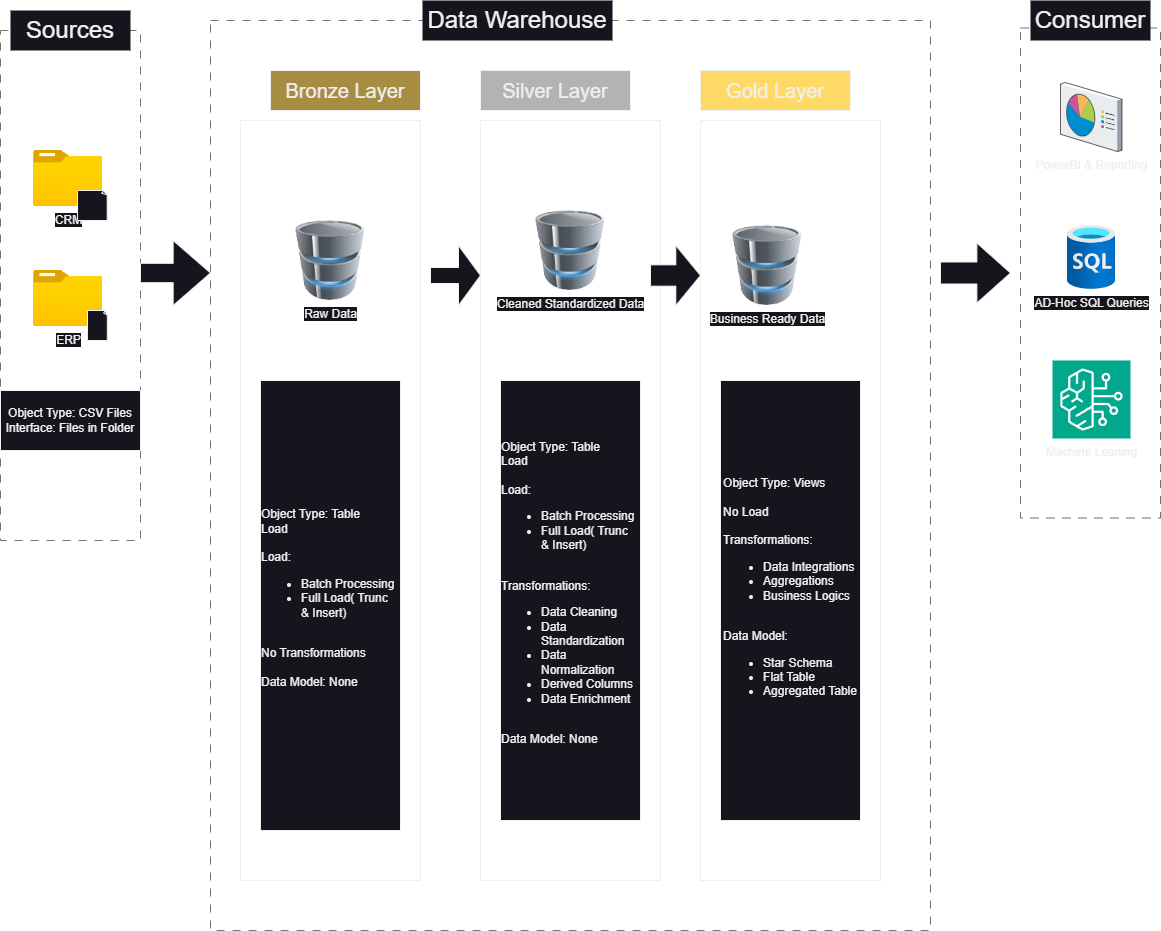 Sources
Data Warehouse
Consumer
Bronze Layer
Silver Layer
Gold Layer
CRM
ERP
Object Type: CSV Files
Interface: Files in Folder
Raw Data
Object Type: Table
Load
Load:
• Batch Processing
• Full Load( Trunc
& Insert)
No Transformations
Data Model: None
Cleaned Standardized Data
Object Type: Table
Load
Load:
• Batch Processing
• Full Load( Trunc
& Insert)
Transformations:
• Data Cleaning
• Data
Standardization
• Data
Normalization
• Derived Columns
• Data Enrichment
Data Model: None
Business Ready Data
Object Type: Views
No Load
Transformations:
• Data Integrations
• Aggregations
• Business Logics
Data Model:
• Star Schema
• Flat Table
• Aggregated Table
PowerBI & Reporting
SQL
AD-Hoc SQL Queries
Machine Leaning